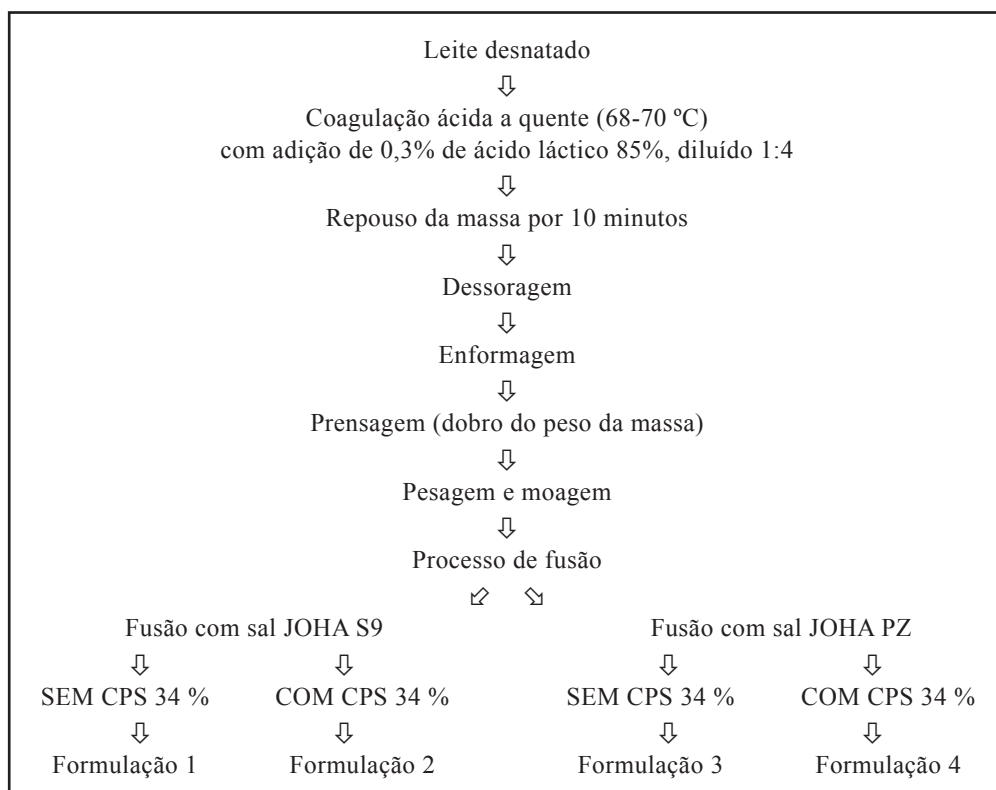 Leite desnatado
⇩
Coagulação ácida a quente (68-70 ºC)
com adição de 0,3% de ácido láctico 85%, diluído 1:4
⇩
Repouso da massa por 10 minutos
⇩
Dessoragem
⇩
Enformagem
⇩
Prensagem (dobro do peso da massa)
⇩
Pesagem e moagem
⇩
Processo de fusão
⬃ ⬂
Fusão com sal JOHA S9 Fusão com sal JOHA PZ
⇩ ⇩ ⇩ ⇩
SEM CPS 34 % COM CPS 34 % SEM CPS 34 % COM CPS 34 %
⇩ ⇩ ⇩ ⇩
Formulação 1 Formulação 2 Formulação 3 Formulação 4